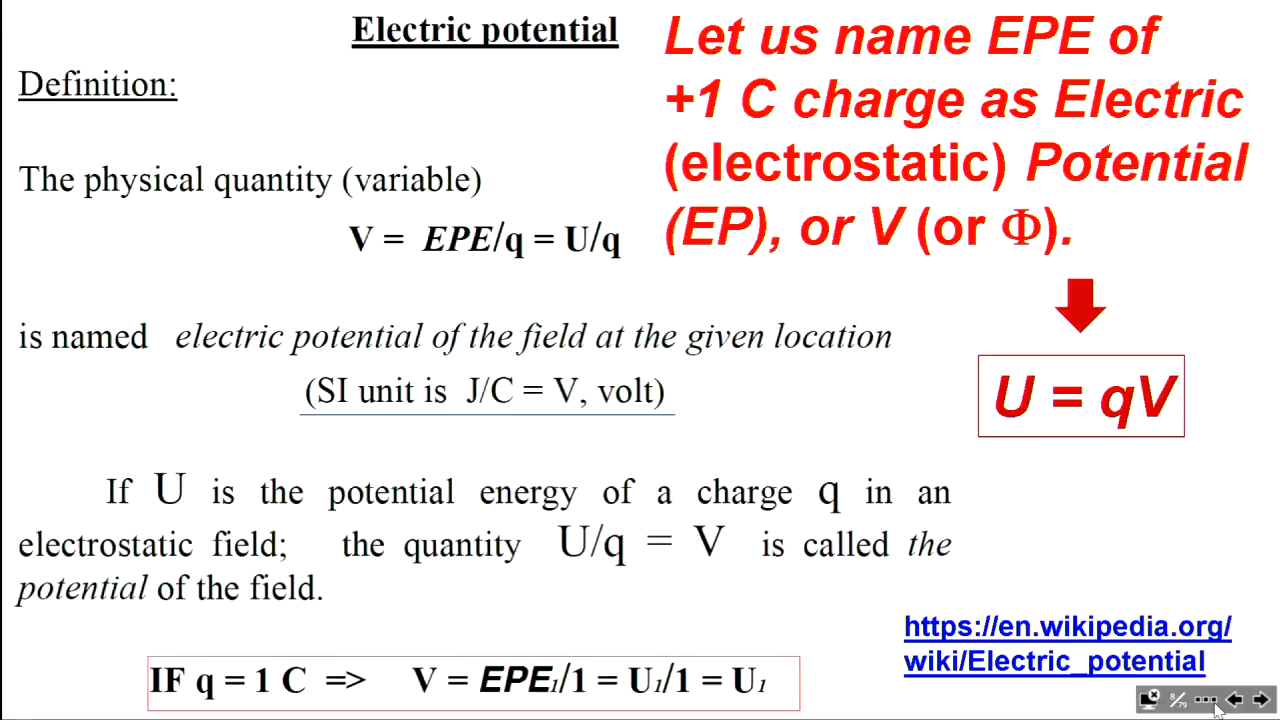 Electric potential
Definition:
The physical quantity (variable)
V = EPE/q = U/q
is named electric potential of the field at the given location
(SI unit is J/C = V, volt)
If U is the potential energy of a charge q in an
electrostatic field; the quantity U/q = V is called the
potential of the field.
IF q = 1 C => V = EPE₁/1 = U₁/1 = U₁
Let us name EPE of
+1 C charge as Electric
(electrostatic) Potential
(EP), or V (or Φ).
U = qV
https://en.wikipedia.org/
wiki/Electric_potential
8/79